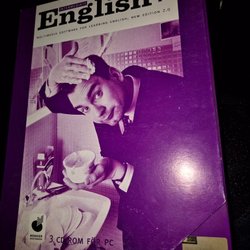 English
MULTIMEDIA SOFTWARE FOR LEARNING ENGLISH, NEW EDITION 2.0
3 CD-ROM FOR PC